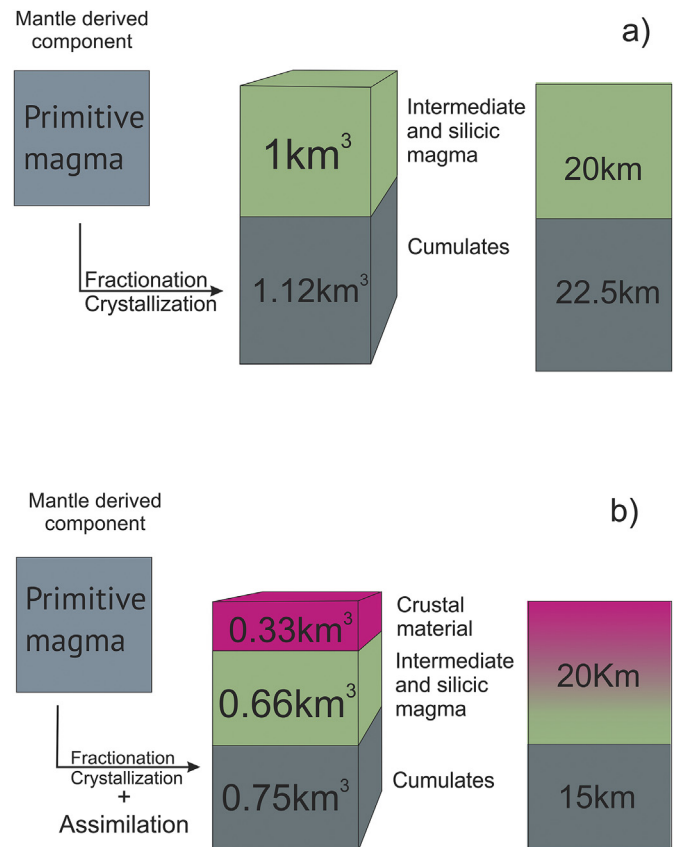 a)
Mantle derived
component
Primitive
magma
Fractionation
Crystallization
1km³
1.12km³
Intermediate
and silicic
magma
Cumulates
20km
22.5km
b)
Mantle derived
component
Primitive
magma
Fractionation
Crystallization
+
Assimilation
0.33km³
0.66km³
0.75km³
Crustal
material
Intermediate
and silicic
magma
Cumulates
20Km
15km